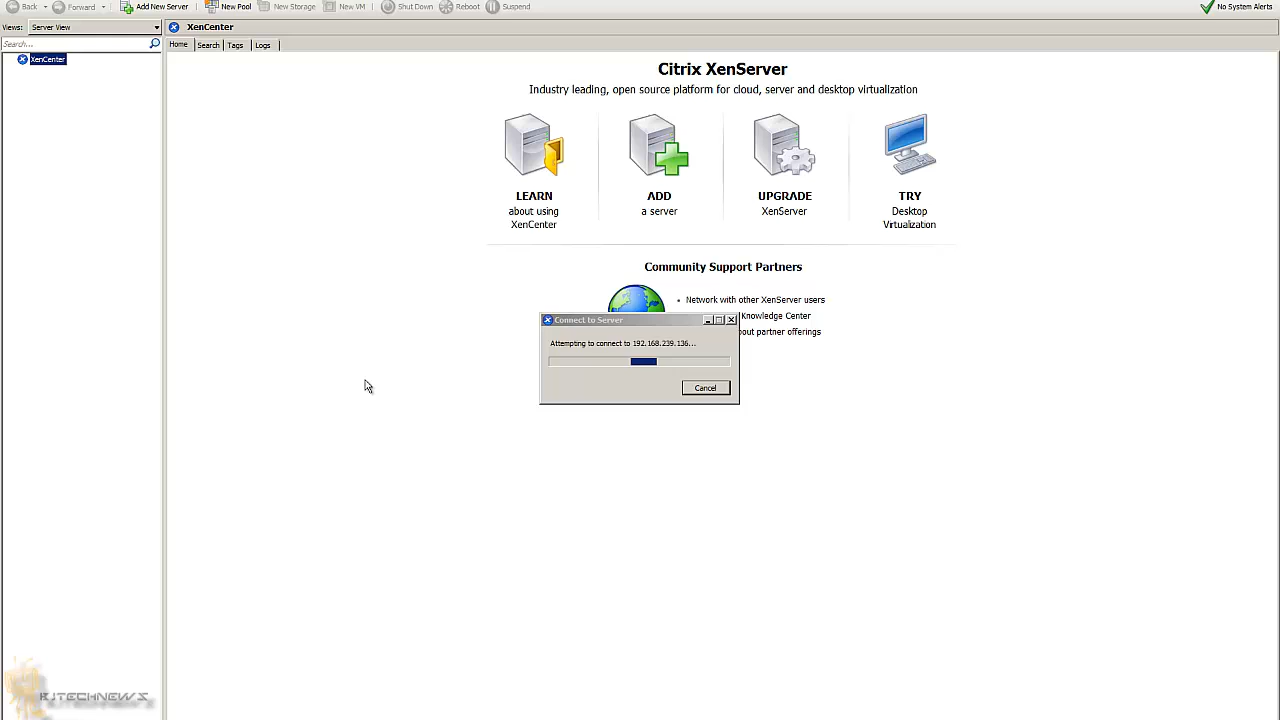 Back
Forward
Add New Server
New Pool
New Storage
New VM
Shut Down
Reboot
Suspend
No System Alerts
Views: Server View
XenCenter
Search...
Home
Search
Tags
Logs
XenCenter
Citrix XenServer
Industry leading, open source platform for cloud, server and desktop virtualization
LEARN
about using
XenCenter
ADD
a server
UPGRADE
XenServer
TRY
Desktop
Virtualization
Community Support Partners
Network with other XenServer users
Knowledge Center
partner offerings
Connect to Server
Attempting to connect to 192.168.239.136...
Cancel
BJTECHNEWS